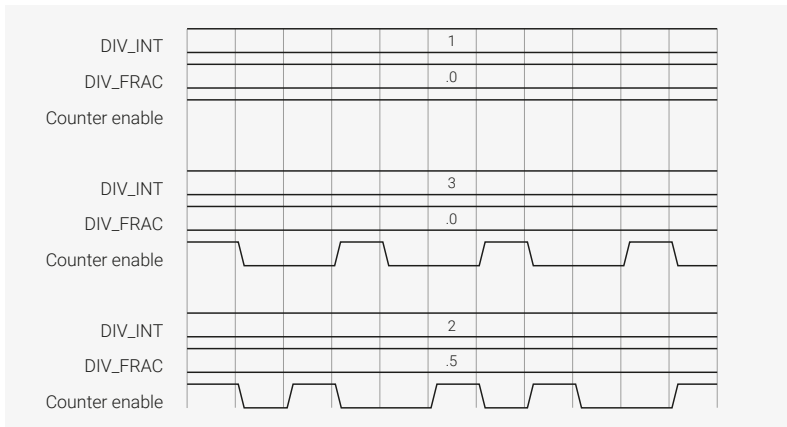 DIV_INT 1
DIV_FRAC .0
Counter enable
DIV_INT 3
DIV_FRAC .0
Counter enable
DIV_INT 2
DIV_FRAC .5
Counter enable